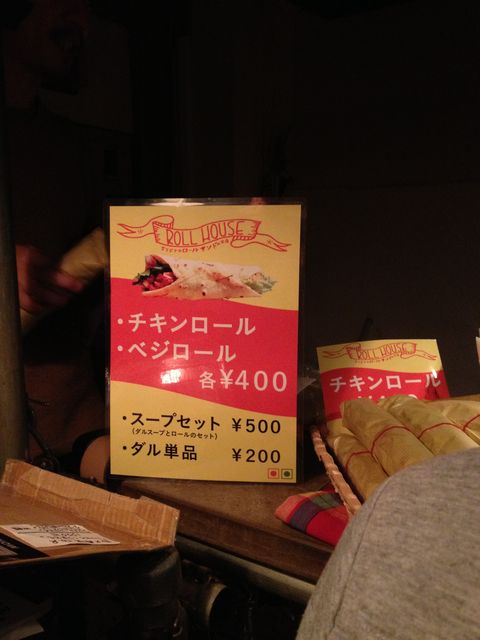 ROLL HOUSE
・チキンロール
・ベジロール
各¥400
・スープセット ¥500
(ダルスープとロールのセット)
・ダル単品 ¥200
ROLL HOUSE
チキンロール